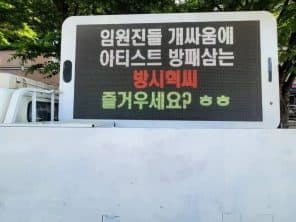 임원진들 개싸움에
아티스트 방패삼는
방시혁씨
즐거우세요? ㅎㅎ